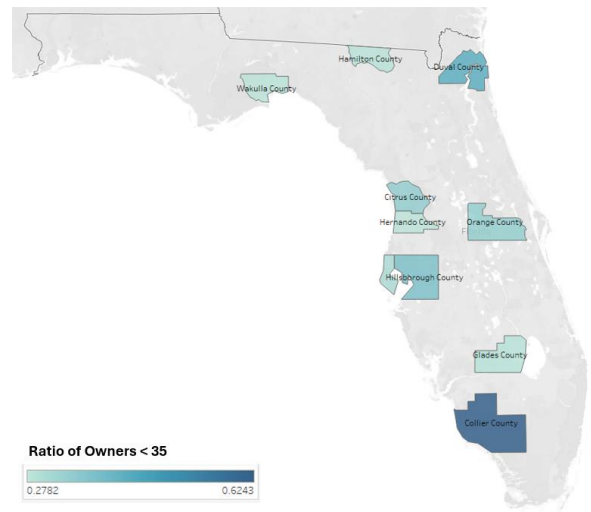 Hamilton County
Duval County
Wakulla County
Citrus County
Hernando County
Orange County
F
Hillsborough County
Glades County
Collier County
Ratio of Owners < 35
0.2782 0.6243